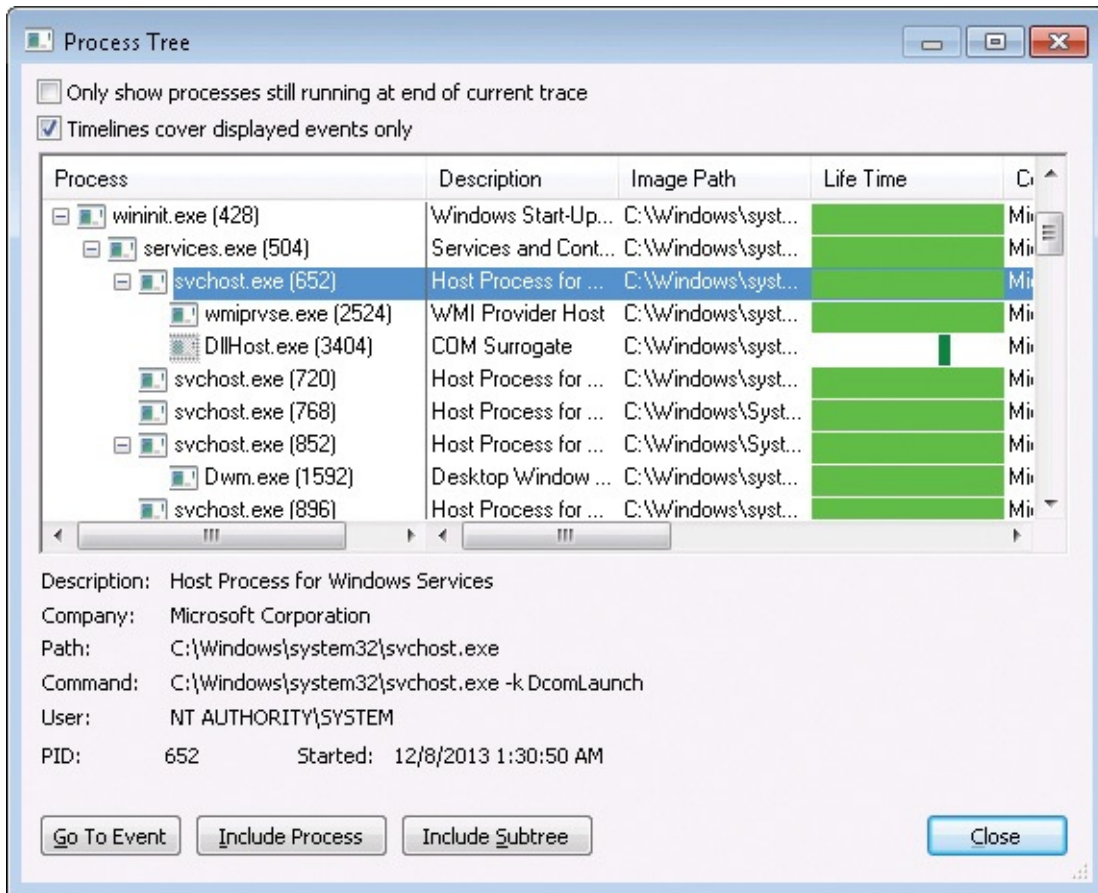 Process Tree
Only show processes still running at end of current trace
Timelines cover displayed events only
Process Description Image Path Life Time
wininit.exe (428) Windows Start-Up... C:\Windows\syst...
services.exe (504) Services and Cont... C:\Windows\syst...
svchost.exe (652) Host Process for ... C:\Windows\syst...
wmiprvse.exe (2524) WMI Provider Host C:\Windows\syst...
DllHost.exe (3404) COM Surrogate C:\Windows\syst...
svchost.exe (720) Host Process for ... C:\Windows\syst...
svchost.exe (768) Host Process for ... C:\Windows\Syst...
svchost.exe (852) Host Process for ... C:\Windows\Syst...
Dwm.exe (1592) Desktop Window ... C:\Windows\syst...
svchost.exe (896) Host Process for ... C:\Windows\syst...
Description: Host Process for Windows Services
Company: Microsoft Corporation
Path: C:\Windows\system32\svchost.exe
Command: C:\Windows\system32\svchost.exe -k DcomLaunch
User: NT AUTHORITY\SYSTEM
PID: 652 Started: 12/8/2013 1:30:50 AM
Go To Event Include Process Include Subtree Close